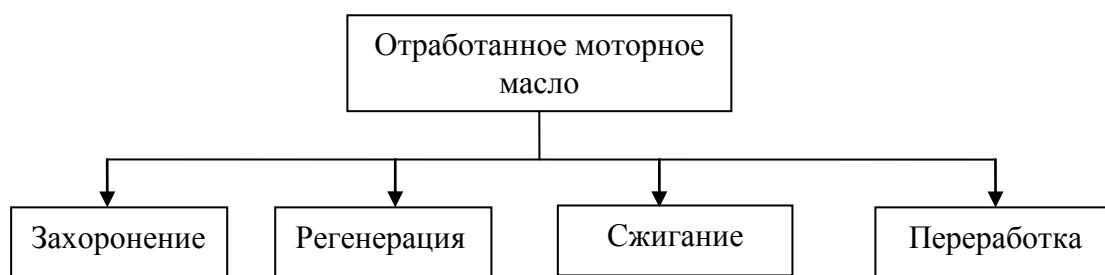 Отработанное моторное
масло
Захоронение
Регенерация
Сжигание
Переработка